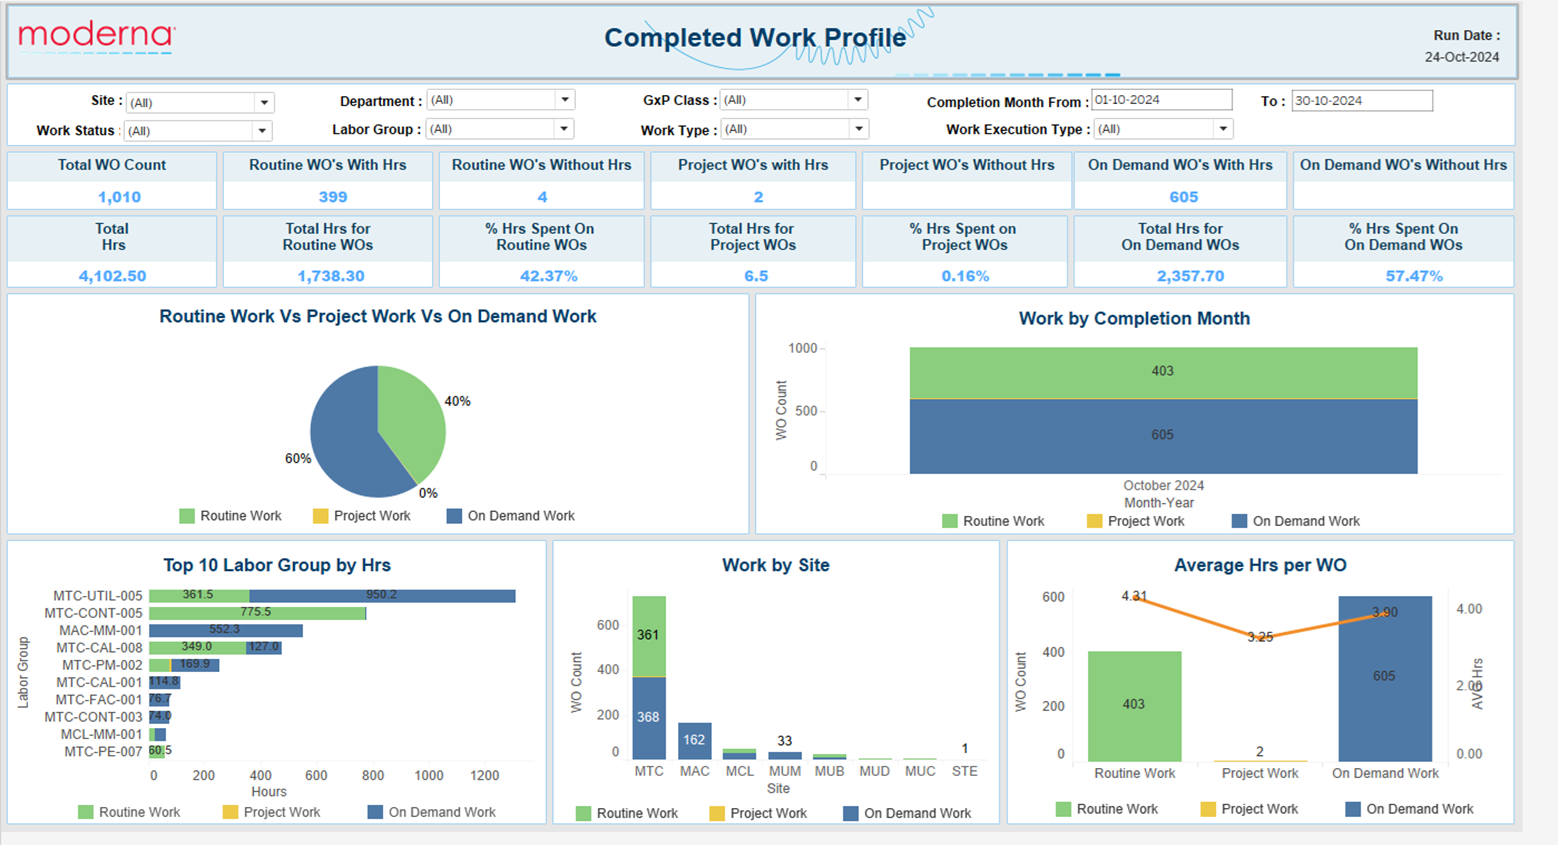 moderna
Completed Work Profile
Run Date :
24-Oct-2024
Site : (All)
Department : (All)
GxP Class : (All)
Completion Month From : 01-10-2024
To : 30-10-2024
Work Status : (All)
Labor Group : (All)
Work Type : (All)
Work Execution Type : (All)
Total WO Count
1,010
Routine WO's With Hrs
399
Routine WO's Without Hrs
4
Project WO's with Hrs
2
Project WO's Without Hrs
On Demand WO's With Hrs
605
On Demand WO's Without Hrs
Total
Hrs
4,102.50
Total Hrs for
Routine WOs
1,738.30
% Hrs Spent On
Routine WOs
42.37%
Total Hrs for
Project WOs
6.5
% Hrs Spent on
Project WOs
0.16%
Total Hrs for
On Demand WOs
2,357.70
% Hrs Spent On
On Demand WOs
57.47%
Routine Work Vs Project Work Vs On Demand Work
40%
60%
0%
Routine Work Project Work On Demand Work
Work by Completion Month
WO Count
1000
500
0
403
605
October 2024
Month-Year
Routine Work Project Work On Demand Work
Top 10 Labor Group by Hrs
Labor Group
MTC-UTIL-005 361.5 950.2
MTC-CONT-005 775.5
MAC-MM-001 552.3
MTC-CAL-008 349.0 127.0
MTC-PM-002 169.9
MTC-CAL-001 114.8
MTC-FAC-001 76.7
MTC-CONT-003 74.0
MCL-MM-001
MTC-PE-007 60.5
0 200 400 600 800 1000 1200
Hours
Routine Work Project Work On Demand Work
Work by Site
WO Count
600
400
200
0
361
368
162
33
1
MTC MAC MCL MUM MUB MUD MUC STE
Site
Routine Work Project Work On Demand Work
Average Hrs per WO
WO Count
600
400
200
0
4.31
3.25
3.90
403
2
605
4.00
2.00
0.00
AVG Hrs
Routine Work Project Work On Demand Work
Routine Work Project Work On Demand Work